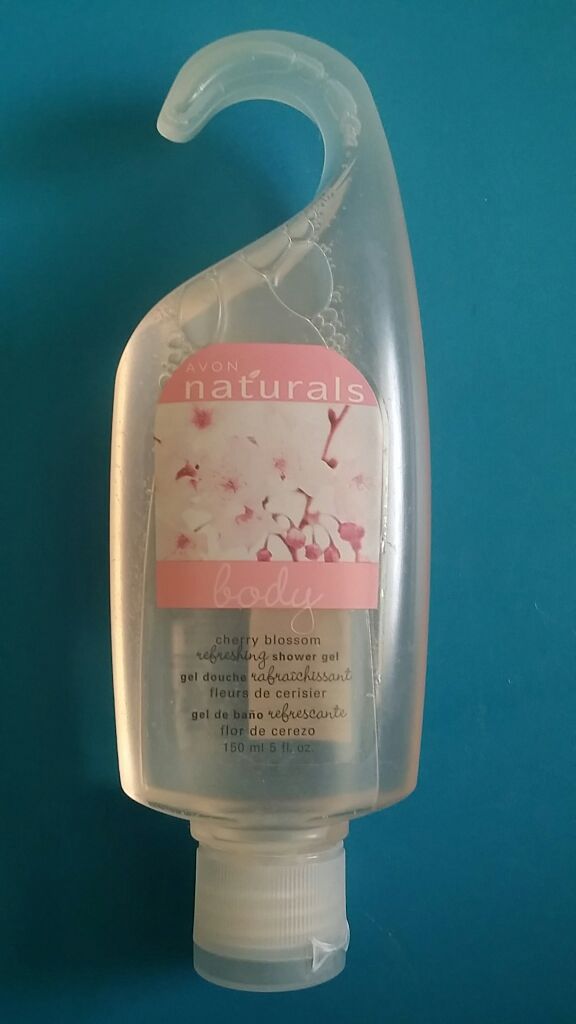 AVON
naturals
body
cherry blossom
refreshing shower gel
gel douche rafraîchissant
fleurs de cerisier
gel de baño refrescante
flor de cerezo
150 ml 5 fl. oz.